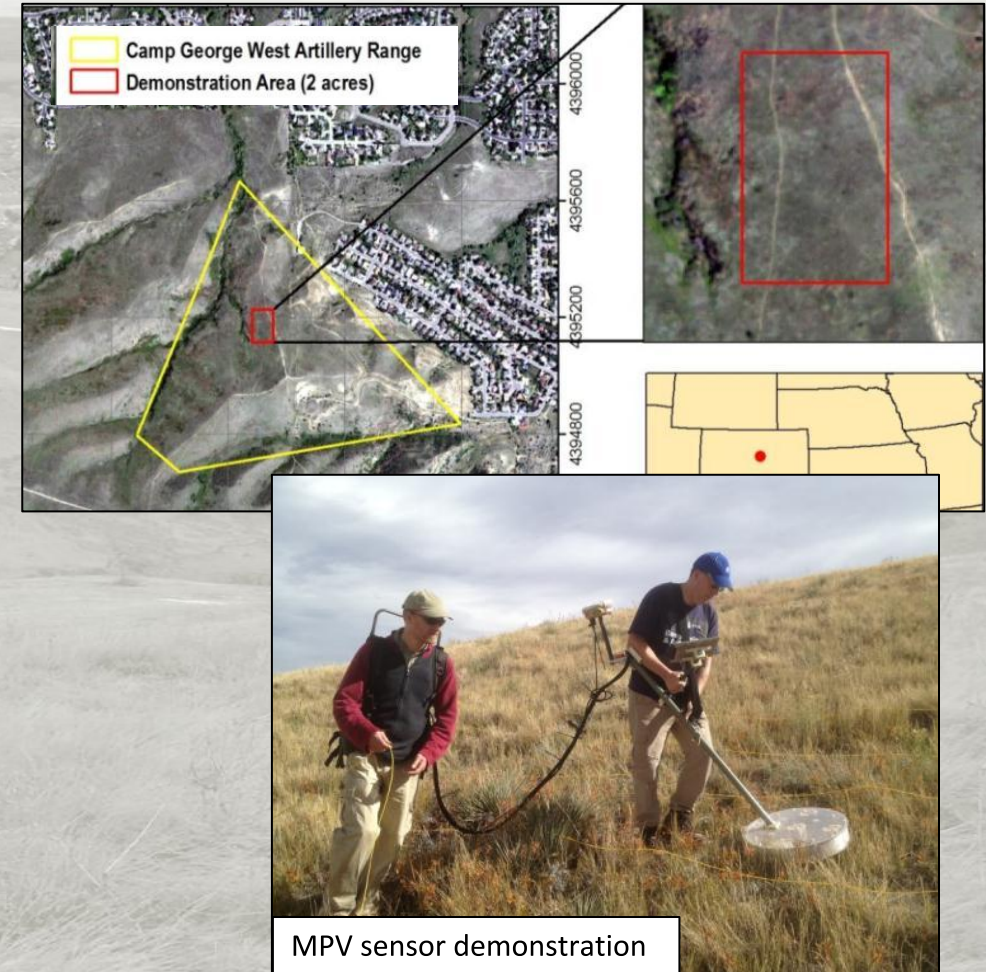 Camp George West Artillery Range
Demonstration Area (2 acres)
4396000
4395600
4395200
4394800
MPV sensor demonstration